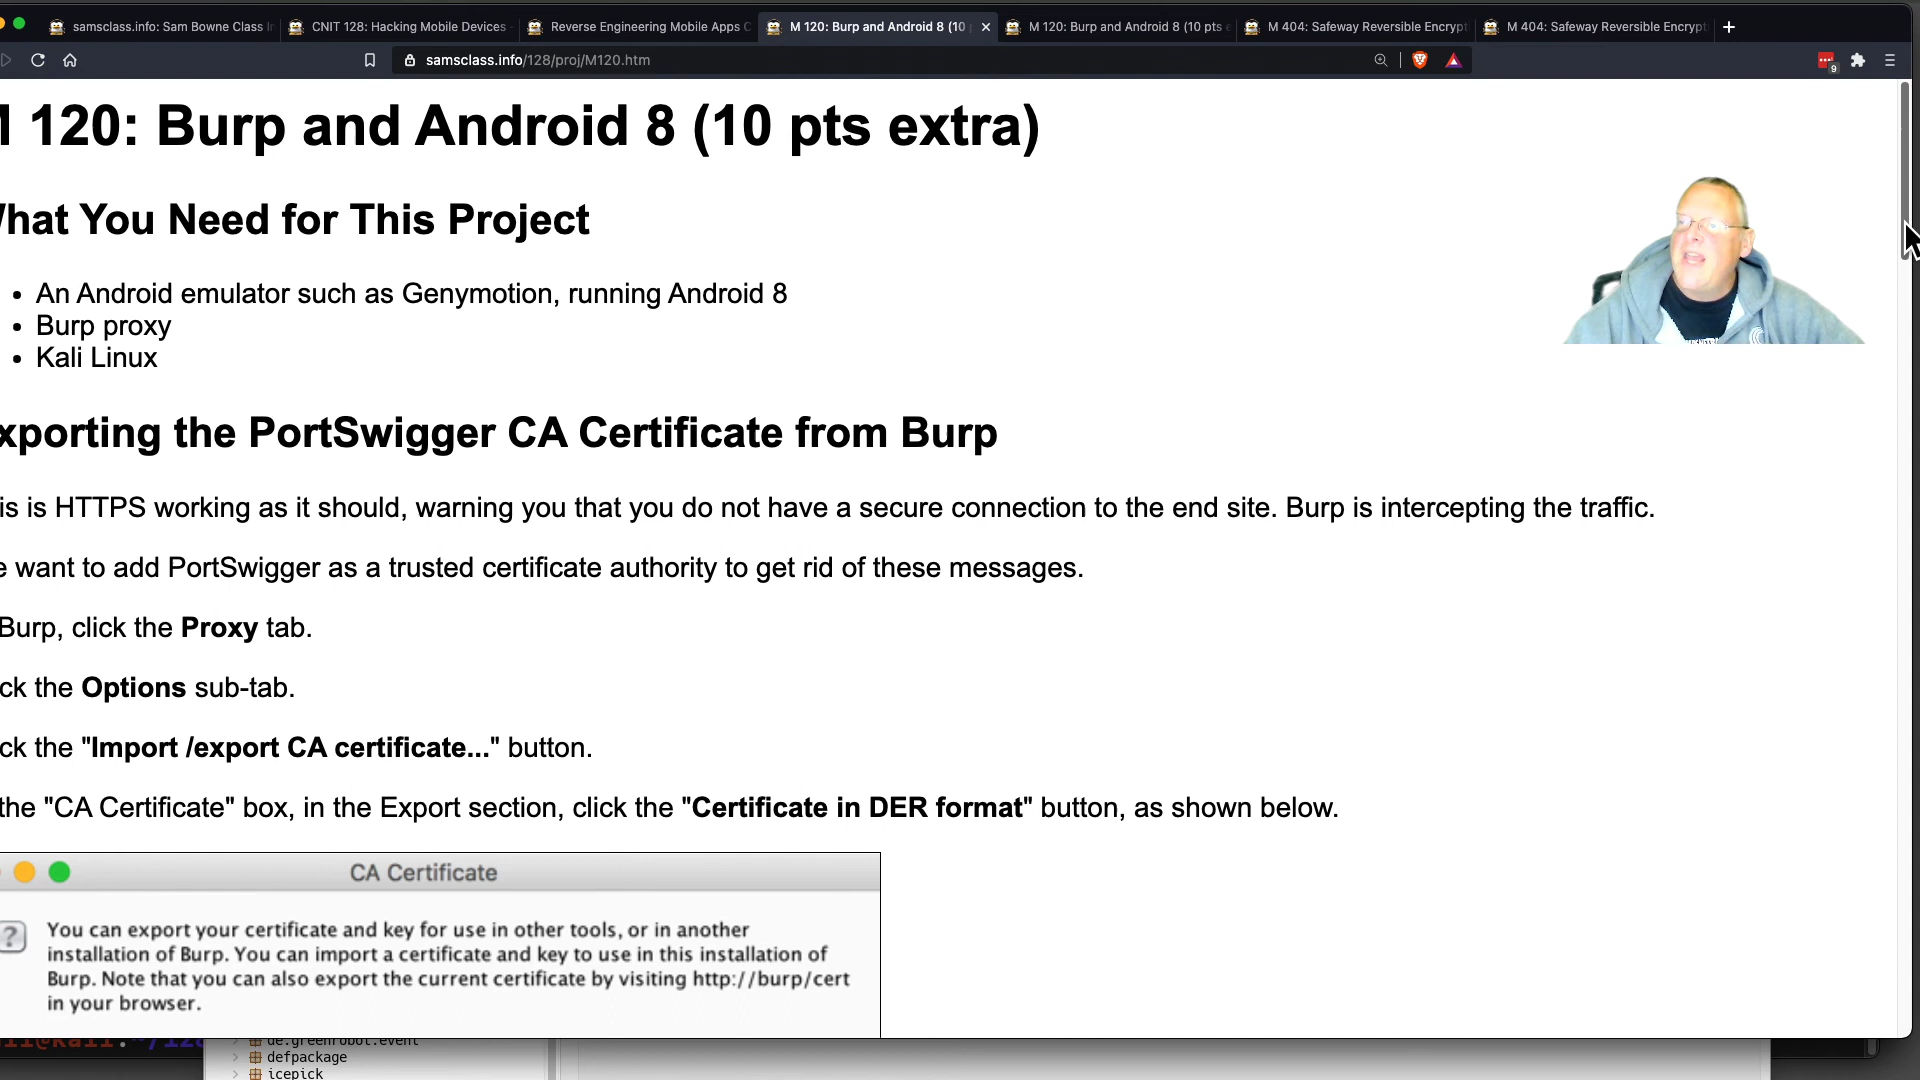 samsclass.info: Sam Bowne Class In
CNIT 128: Hacking Mobile Devices
Reverse Engineering Mobile Apps C
M 120: Burp and Android 8 (10
M 120: Burp and Android 8 (10 pts e
M 404: Safeway Reversible Encrypt
M 404: Safeway Reversible Encrypt
samsclass.info/128/proj/M120.htm
9
120: Burp and Android 8 (10 pts extra)
What You Need for This Project
• An Android emulator such as Genymotion, running Android 8
• Burp proxy
• Kali Linux
xporting the PortSwigger CA Certificate from Burp
is is HTTPS working as it should, warning you that you do not have a secure connection to the end site. Burp is intercepting the traffic.
e want to add PortSwigger as a trusted certificate authority to get rid of these messages.
Burp, click the Proxy tab.
ck the Options sub-tab.
ck the "Import /export CA certificate..." button.
the "CA Certificate" box, in the Export section, click the "Certificate in DER format" button, as shown below.
CA Certificate
? You can export your certificate and key for use in other tools, or in another
installation of Burp. You can import a certificate and key to use in this installation of
Burp. Note that you can also export the current certificate by visiting http://burp/cert
in your browser.
de.greenrobot.event
defpackage
icepick